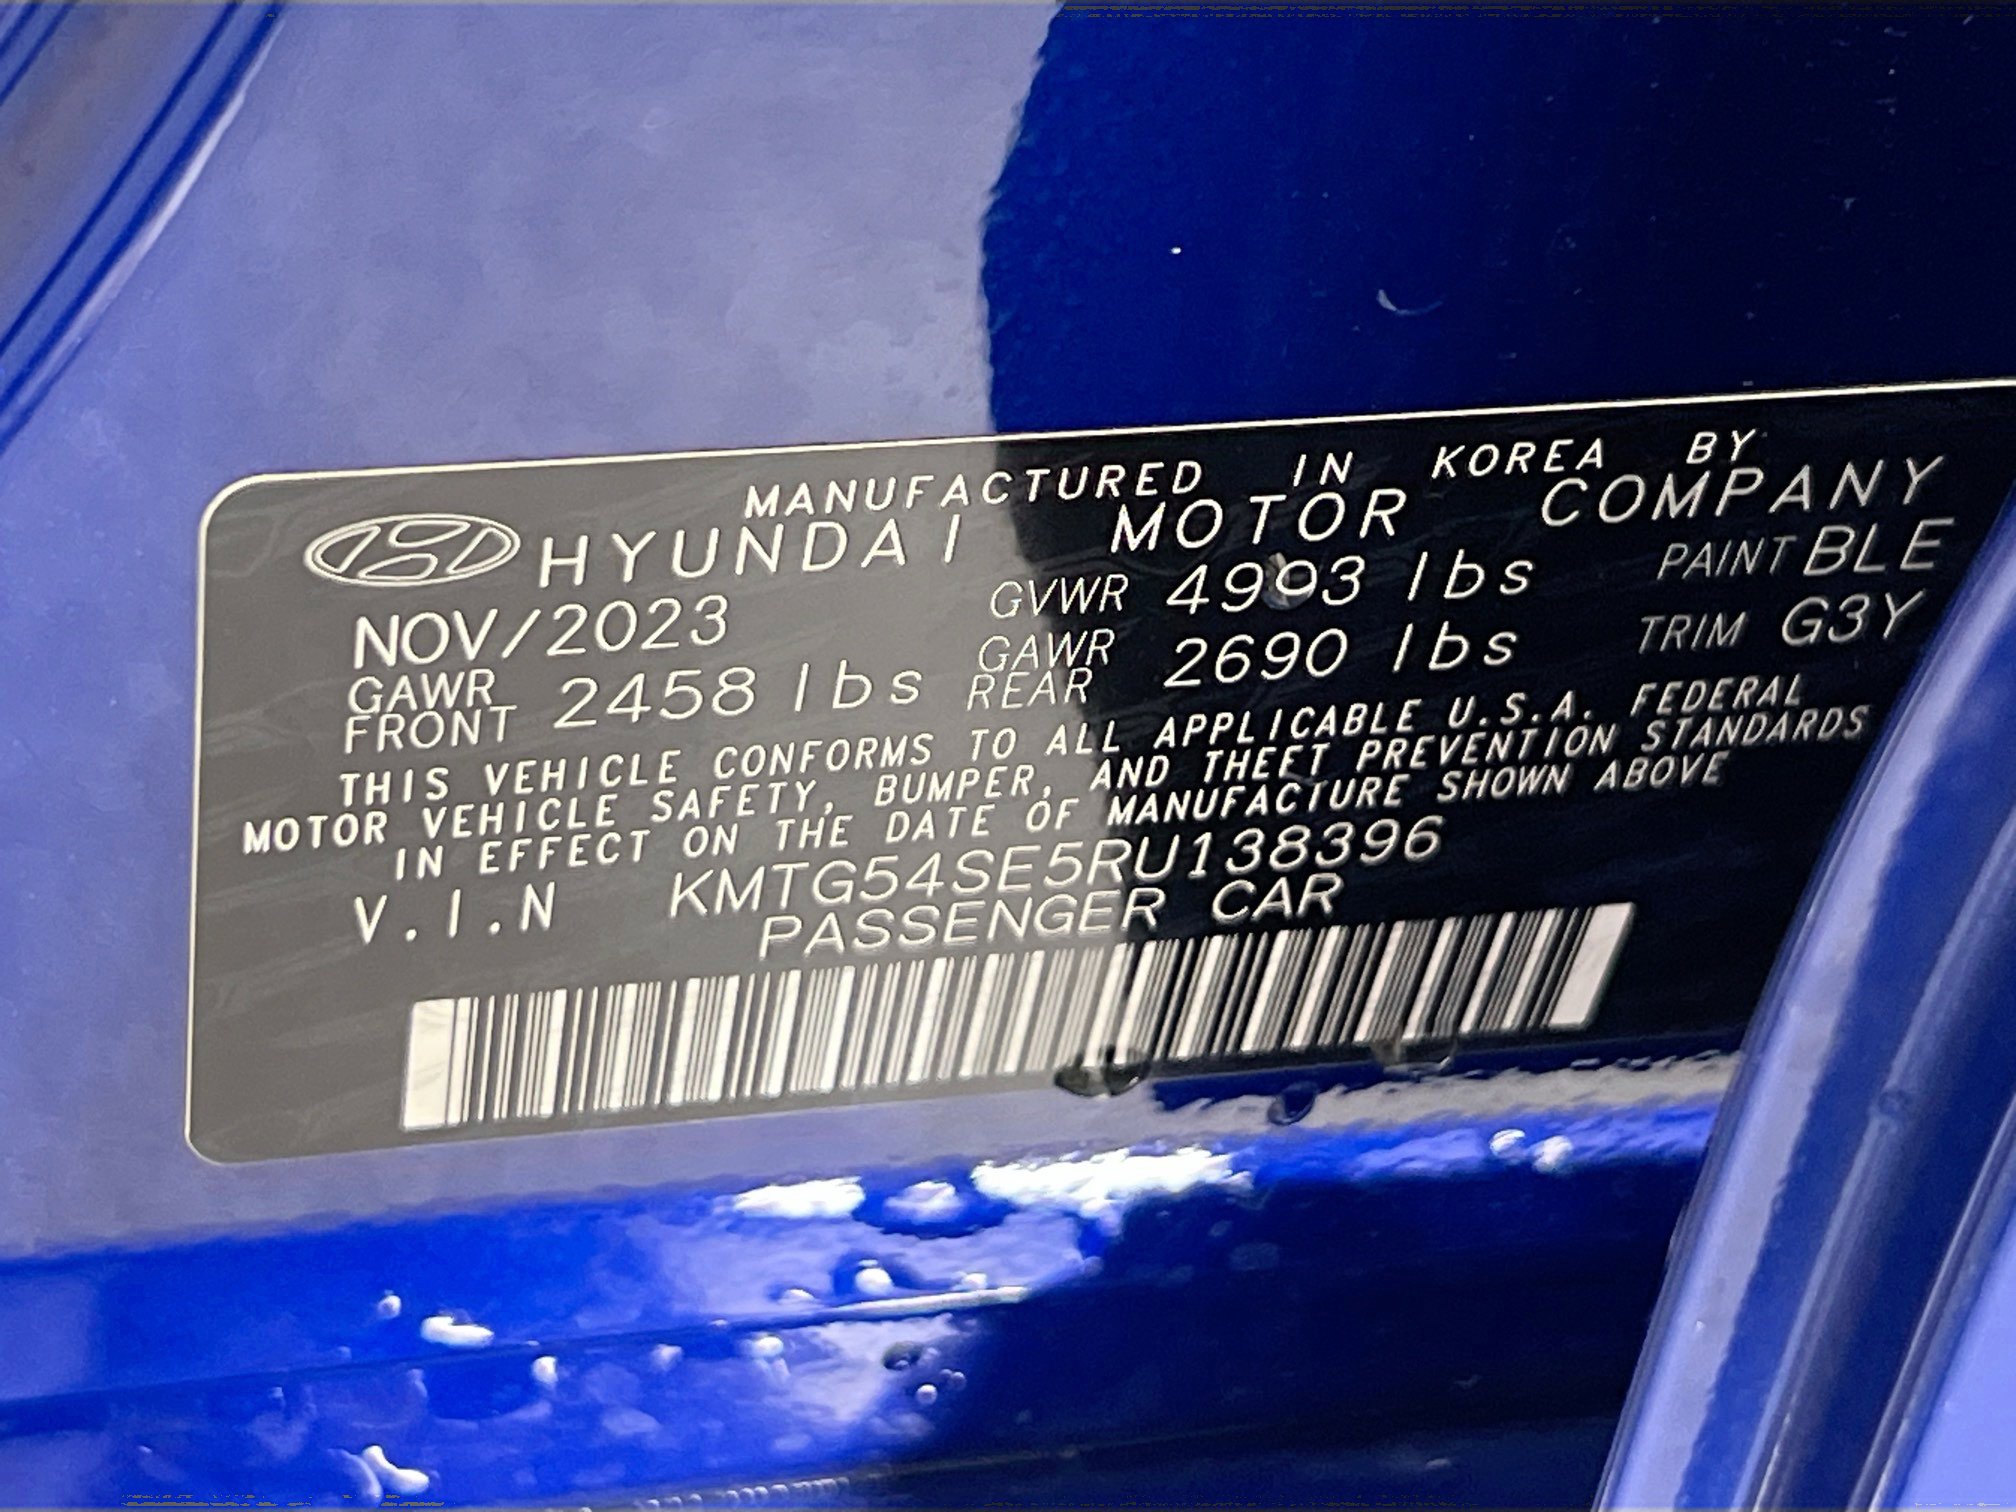 MANUFACTURED IN KOREA BY
HYUNDAI MOTOR COMPANY
NOV/2023 GVWR 4993 lbs PAINT BLE
GAWR FRONT 2458 lbs GAWR REAR 2690 lbs TRIM G3Y
THIS VEHICLE CONFORMS TO ALL APPLICABLE U.S.A. FEDERAL
MOTOR VEHICLE SAFETY, BUMPER, AND THEFT PREVENTION STANDARDS
IN EFFECT ON THE DATE OF MANUFACTURE SHOWN ABOVE
V.I.N KMTG54SE5RU138396
PASSENGER CAR